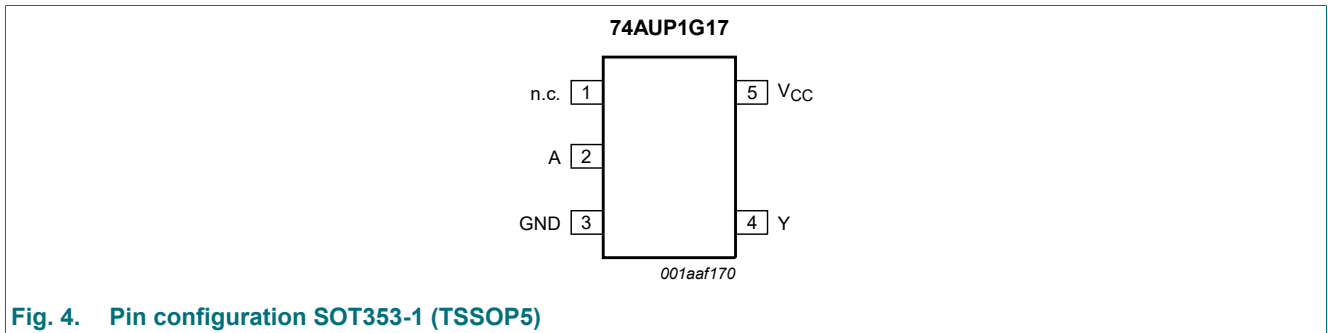 74AUP1G17
n.c. 1
5 VCC
A 2
GND 3
4 Y
001aaf170
Fig. 4. Pin configuration SOT353-1 (TSSOP5)